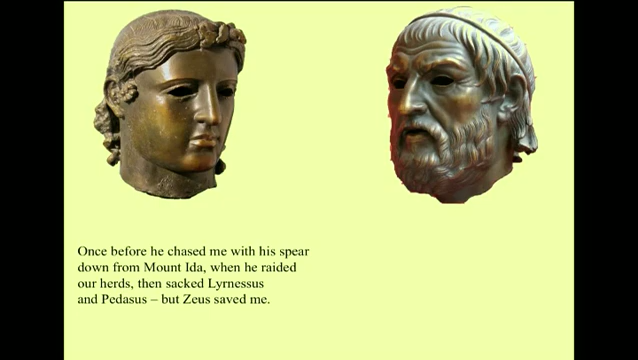 Once before he chased me with his spear
down from Mount Ida, when he raided
our herds, then sacked Lyrnessus
and Pedasus – but Zeus saved me.